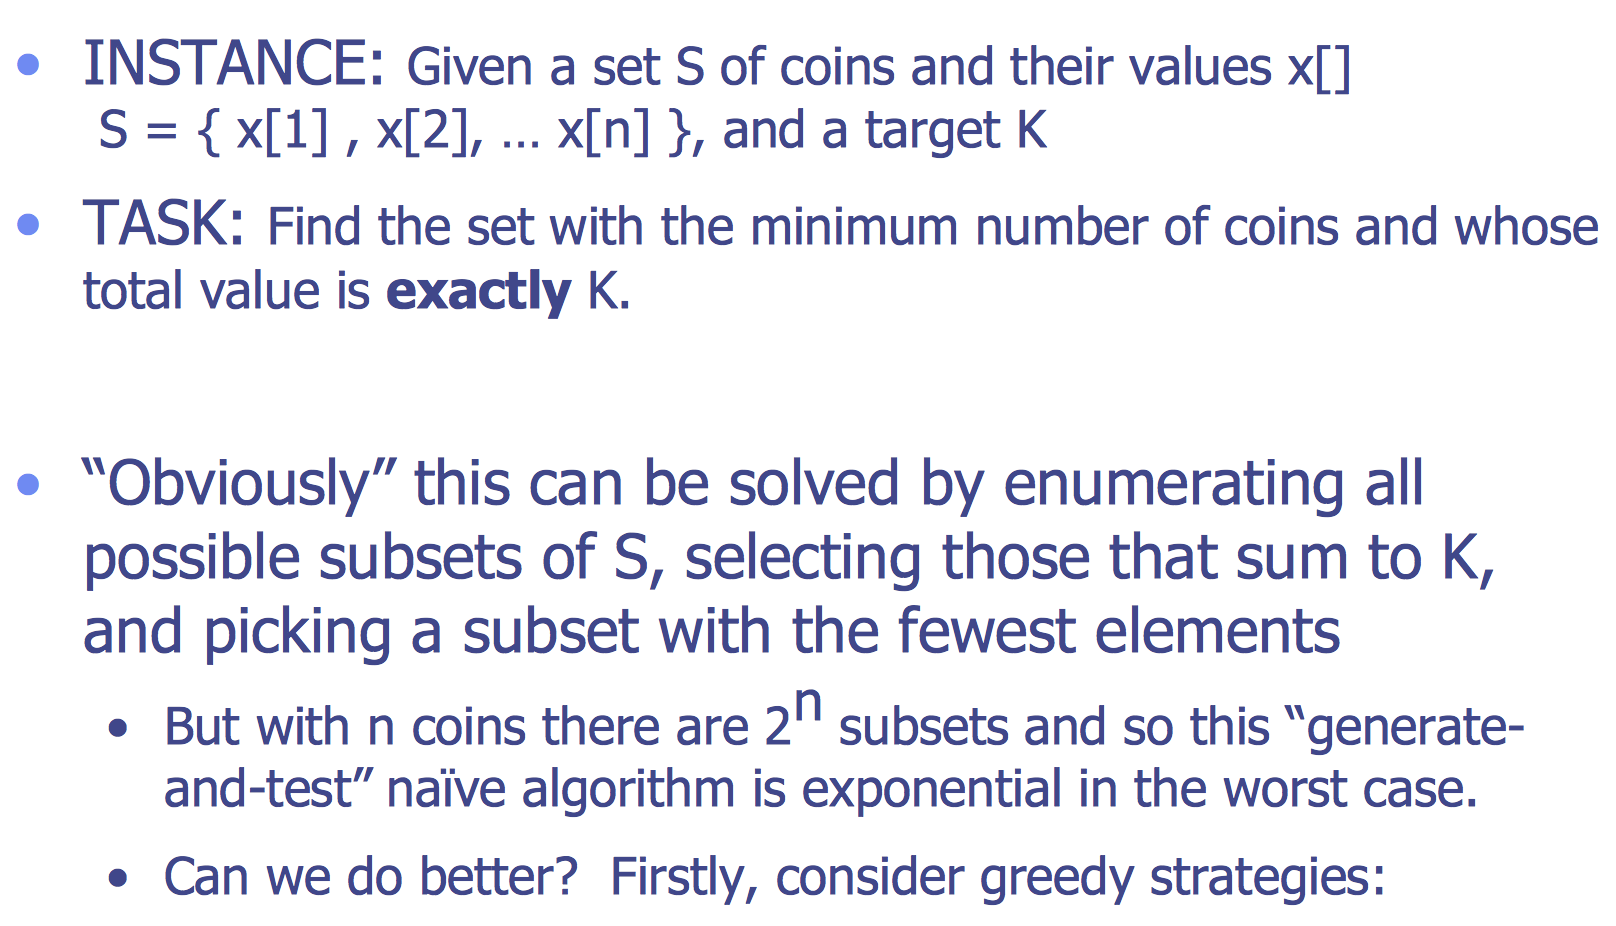 • INSTANCE: Given a set S of coins and their values x[]
S = { x[1] , x[2], ... x[n] }, and a target K
• TASK: Find the set with the minimum number of coins and whose
total value is exactly K.
• “Obviously” this can be solved by enumerating all
possible subsets of S, selecting those that sum to K,
and picking a subset with the fewest elements
• But with n coins there are 2ⁿ subsets and so this “generate-
and-test” naïve algorithm is exponential in the worst case.
• Can we do better? Firstly, consider greedy strategies: